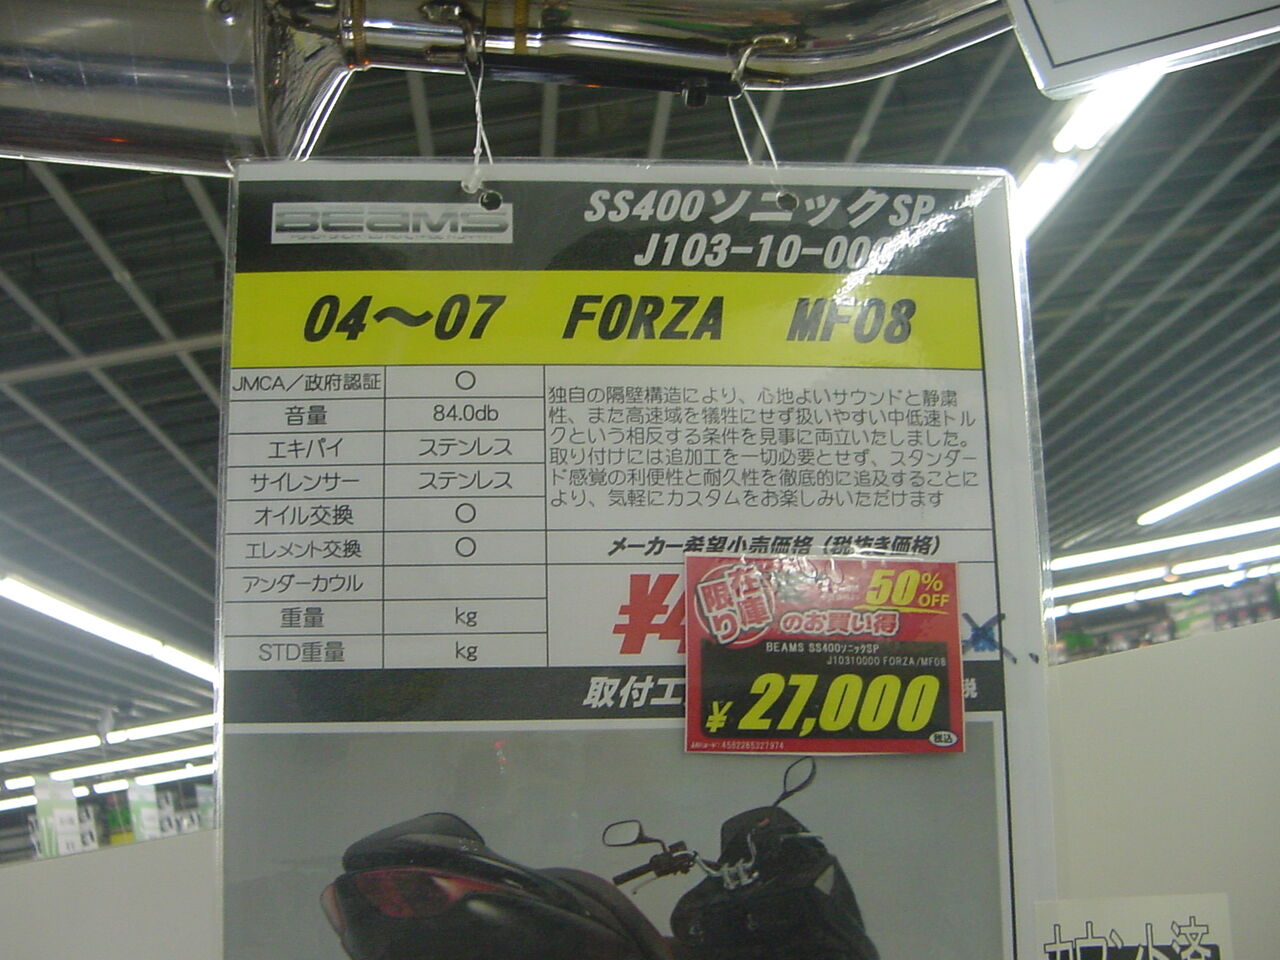 BEAMS
SS400ソニックSP
J103-10-00
04～07 FORZA MF08
JMCA／政府認証 ○
音量 84.0db
エキパイ ステンレス
サイレンサー ステンレス
オイル交換 ○
エレメント交換 ○
アンダーカウル
重量 kg
STD重量 kg
独自の隔壁構造により、心地よいサウンドと静粛
性、また高速域を犠牲にせず扱いやすい中低速トル
クという相反する条件を見事に両立いたしました。
取り付けには追加工を一切必要とせず、スタンダー
ド感覚の利便性と耐久性を徹底的に追及することに
より、気軽にカスタムをお楽しみいただけます
メーカー希望小売価格（税抜き価格）
¥4
在庫
限り
50%
OFF
のお買い得
BEAMS SS400ソニックSP
J10310000 FORZA/MF08
¥27,000
税込
4582265327974
取付工
税
カウント済